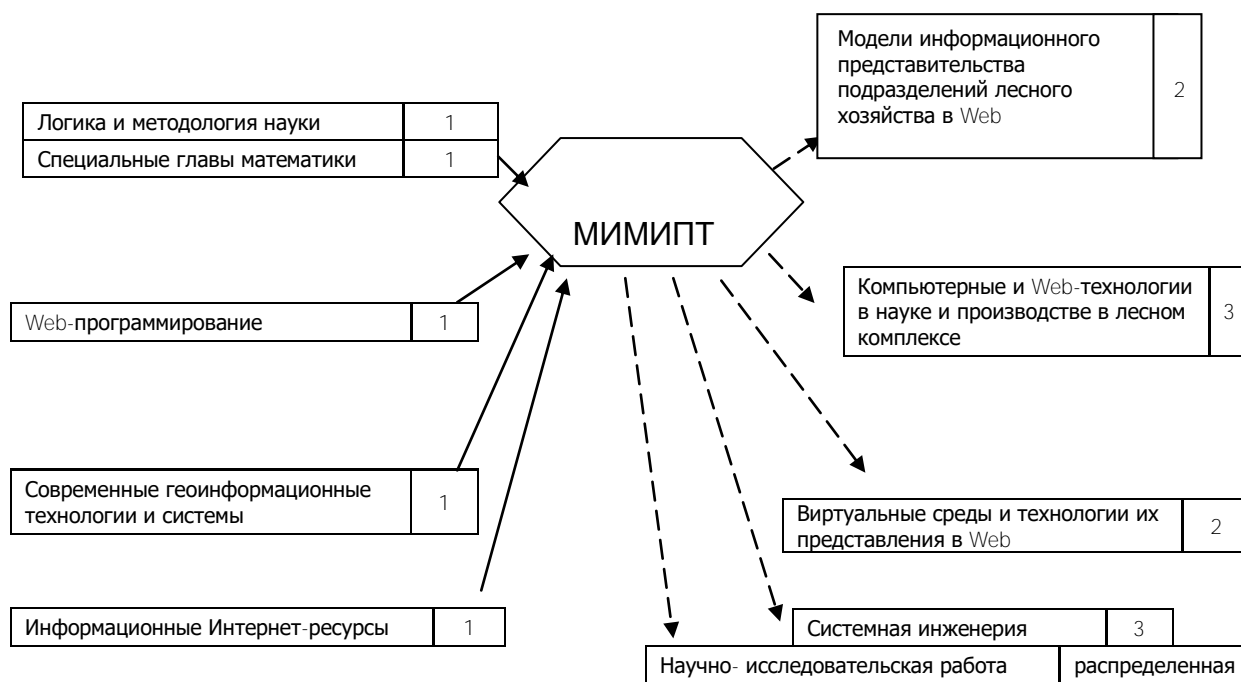 Модели информационного
представительства
подразделений лесного
хозяйства в Web
2
Логика и методология науки 1
Специальные главы математики 1
МИМИПТ
Компьютерные и Web-технологии
в науке и производстве в лесном
комплексе
3
Web-программирование 1
Современные геоинформационные
технологии и системы
1
Виртуальные среды и технологии их
представления в Web
2
Информационные Интернет-ресурсы 1
Системная инженерия 3
Научно- исследовательская работа распределенная